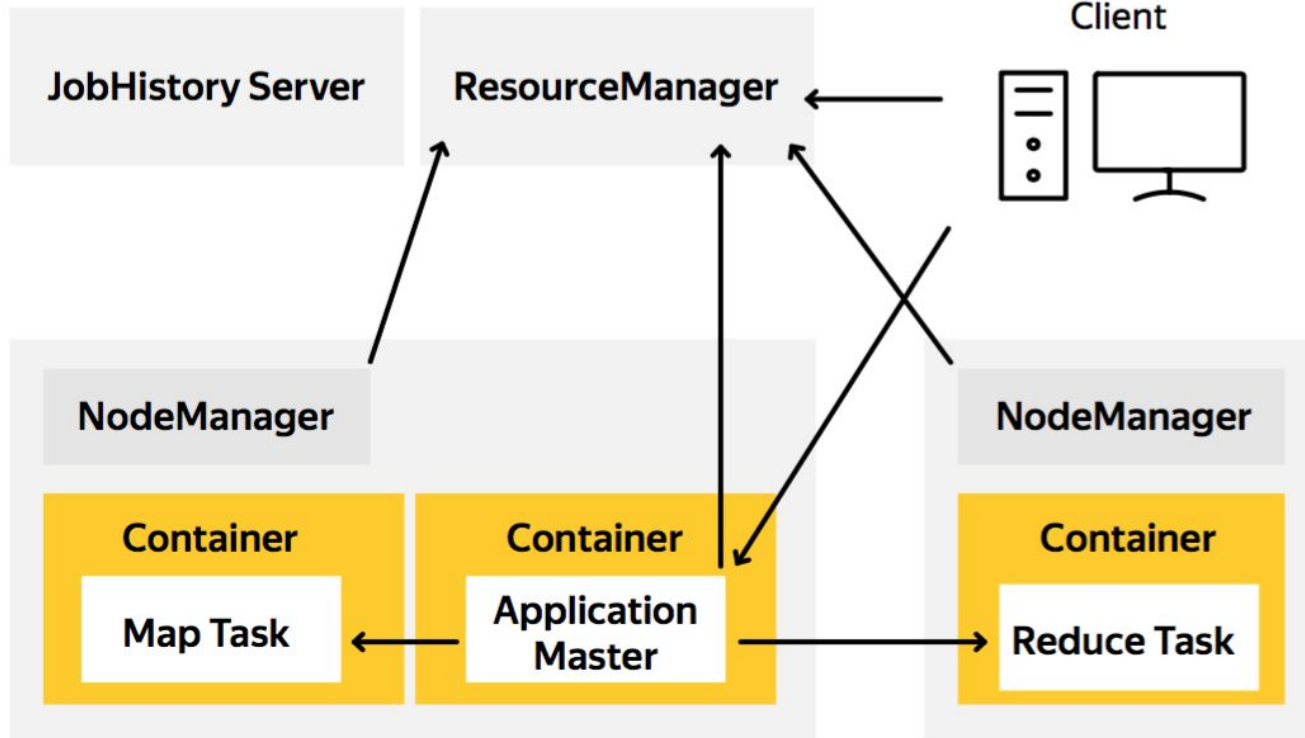 Client
JobHistory Server
ResourceManager
NodeManager
NodeManager
Container
Container
Container
Map Task
Application
Master
Reduce Task